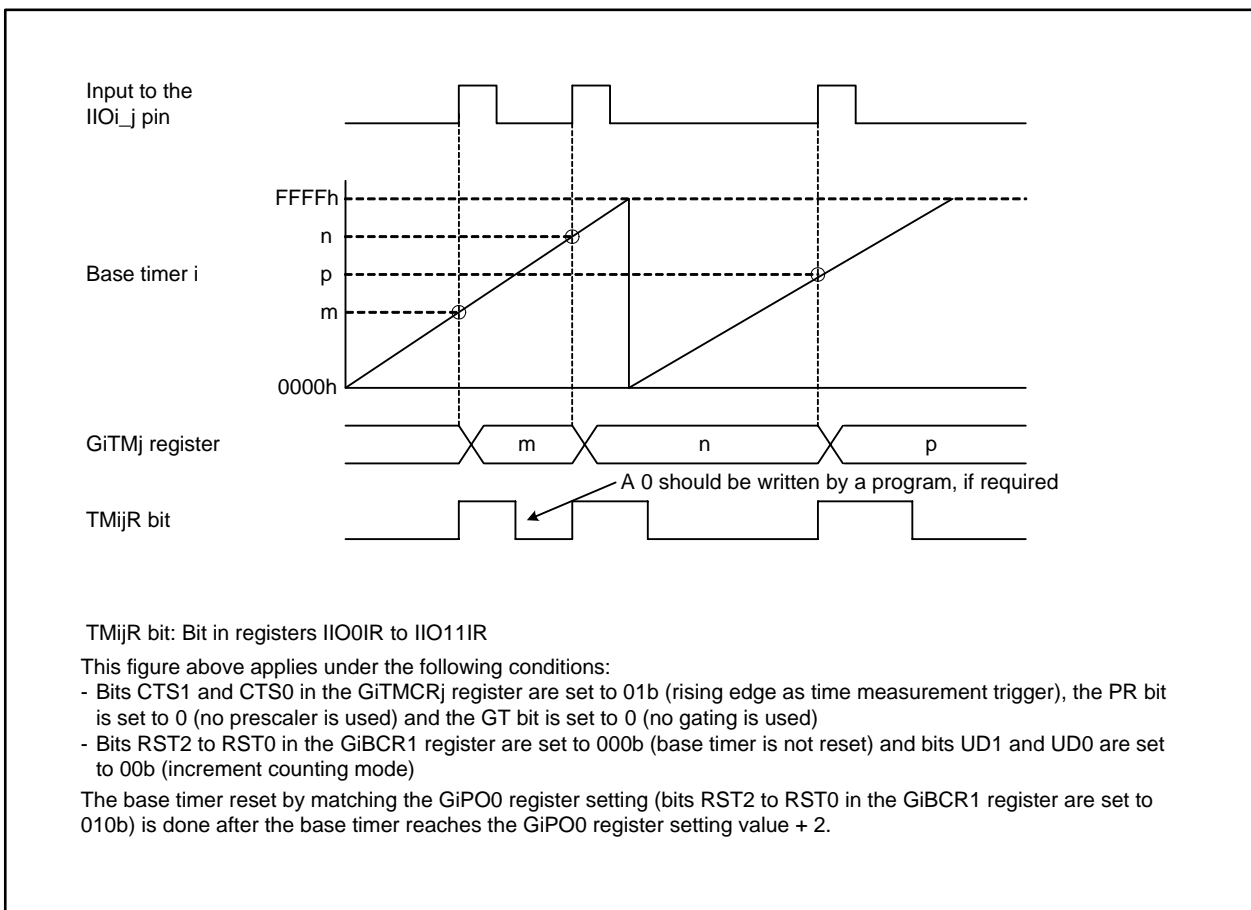 Input to the
IIOi_j pin
FFFFh
n
Base timer i
p
m
0000h
GiTMj register
m
n
p
A 0 should be written by a program, if required
TMijR bit
TMijR bit: Bit in registers IIO0IR to IIO11IR
This figure above applies under the following conditions:
- Bits CTS1 and CTS0 in the GiTMCRj register are set to 01b (rising edge as time measurement trigger), the PR bit
is set to 0 (no prescaler is used) and the GT bit is set to 0 (no gating is used)
- Bits RST2 to RST0 in the GiBCR1 register are set to 000b (base timer is not reset) and bits UD1 and UD0 are set
to 00b (increment counting mode)
The base timer reset by matching the GiPO0 register setting (bits RST2 to RST0 in the GiBCR1 register are set to
010b) is done after the base timer reaches the GiPO0 register setting value + 2.